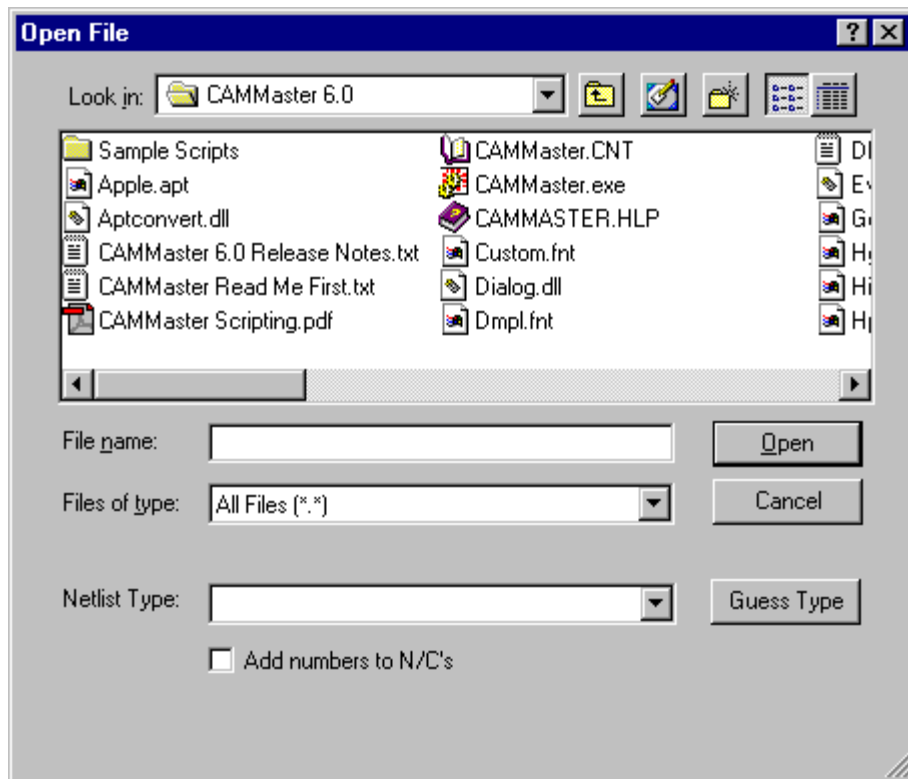 Open File
Look in: CAMMaster 6.0
Sample Scripts
Apple.apt
Aptconvert.dll
CAMMaster 6.0 Release Notes.txt
CAMMaster Read Me First.txt
CAMMaster Scripting.pdf
CAMMaster.CNT
CAMMaster.exe
CAMMASTER.HLP
Custom.fnt
Dialog.dll
Dmpl.fnt
File name:
Open
Files of type: All Files (*.*)
Cancel
Netlist Type:
Guess Type
Add numbers to N/C's